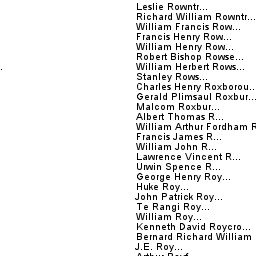 Leslie Rowntr...
Richard William Rowntr...
William Francis Row...
Francis Henry Row...
William Henry Row...
Robert Bishop Rowse...
William Herbert Rows...
Stanley Rows...
Charles Henry Roxborou...
Gerald Plimsaul Roxbur...
Malcom Roxbur...
Albert Thomas R...
William Arthur Fordham R
Francis James R...
William John R...
Lawrence Vincent R...
Urwin Spence R...
George Henry Roy...
Huke Roy...
John Patrick Roy...
Te Rangi Roy...
William Roy...
Kenneth David Roycro...
Bernard Richard William
J.E. Roy...